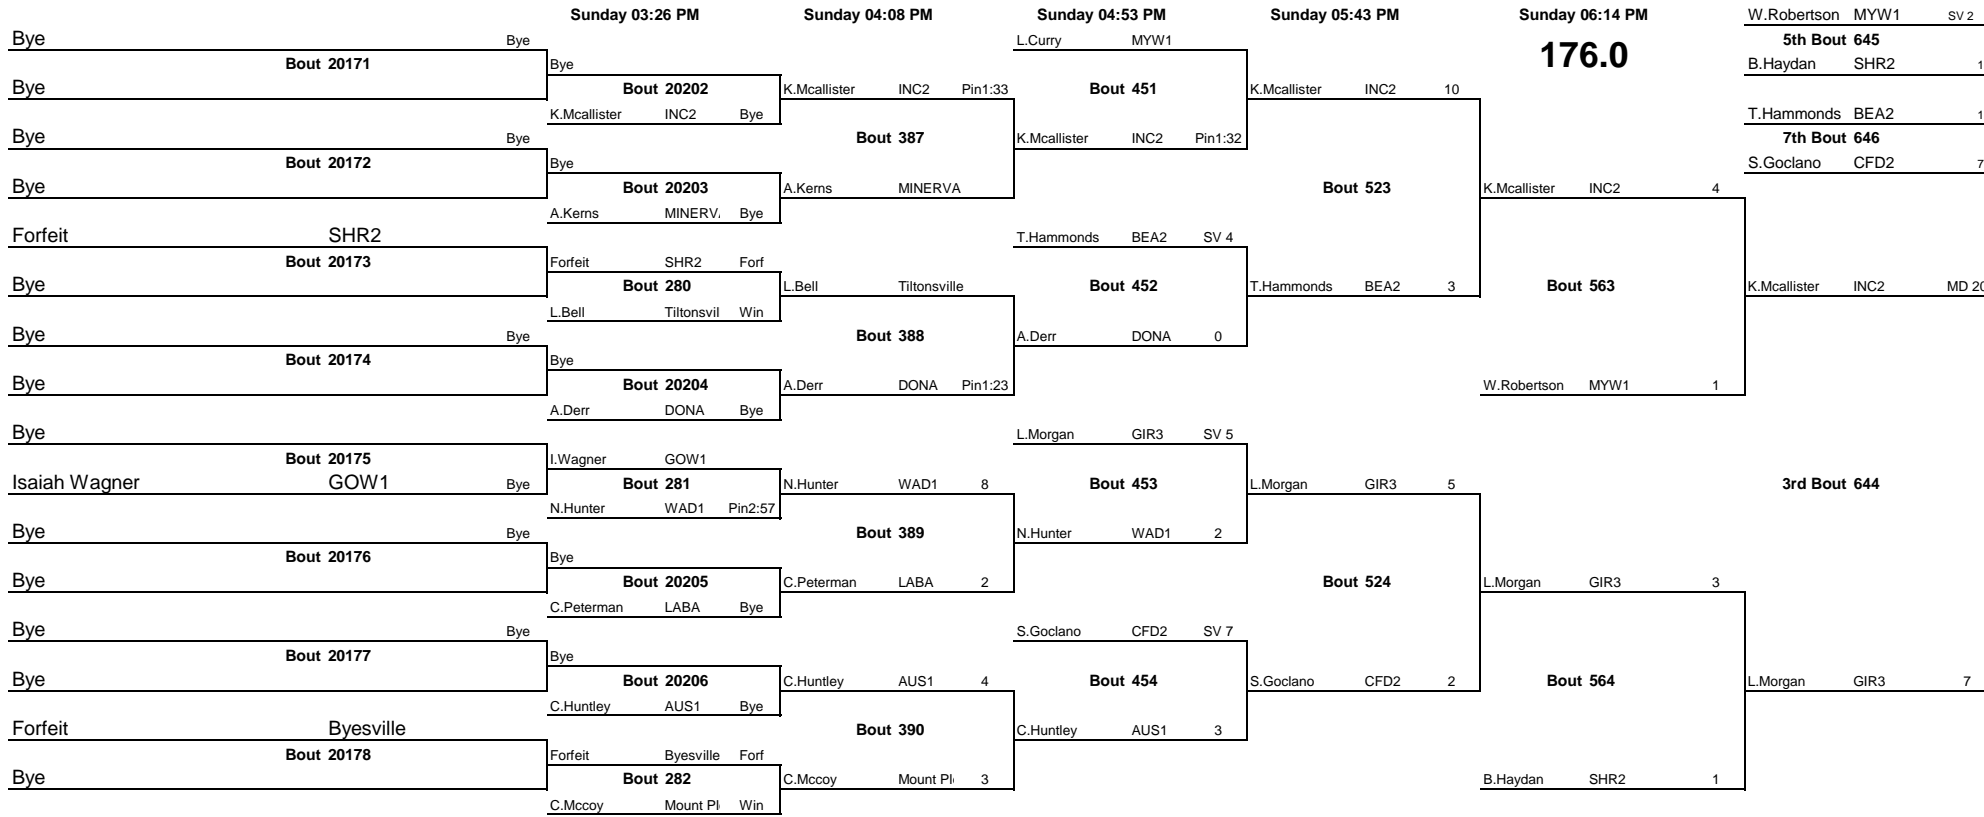 Sunday 03:26 PM Sunday 04:08 PM Sunday 04:53 PM Sunday 05:43 PM Sunday 06:14 PM W.Robertson MYW1 SV 2
Bye Bye L.Curry MYW1 176.0 5th Bout 645
Bout 20171 Bye B.Haydan SHR2 1
Bye Bout 20202 K.Mcallister INC2 Pin1:33 Bout 451 K.Mcallister INC2 10
K.Mcallister INC2 Bye T.Hammonds BEA2 1
Bye Bye Bout 387 K.Mcallister INC2 Pin1:32 7th Bout 646
Bout 20172 Bye S.Goclano CFD2 7
Bye Bout 20203 A.Kerns MINERVA Bout 523 K.Mcallister INC2 4
A.Kerns MINERV Bye
Forfeit SHR2 T.Hammonds BEA2 SV 4
Bout 20173 Forfeit SHR2 Forf
Bye Bout 280 L.Bell Tiltonsville Bout 452 T.Hammonds BEA2 3 Bout 563 K.Mcallister INC2 MD 20
L.Bell Tiltonsvil Win
Bye Bye Bout 388 A.Derr DONA 0
Bout 20174 Bye
Bye Bout 20204 A.Derr DONA Pin1:23 W.Robertson MYW1 1
A.Derr DONA Bye
Bye L.Morgan GIR3 SV 5
Bout 20175 I.Wagner GOW1
Isaiah Wagner GOW1 Bye Bout 281 N.Hunter WAD1 8 Bout 453 L.Morgan GIR3 5 3rd Bout 644
N.Hunter WAD1 Pin2:57
Bye Bye Bout 389 N.Hunter WAD1 2
Bout 20176 Bye
Bye Bout 20205 C.Peterman LABA 2 Bout 524 L.Morgan GIR3 3
C.Peterman LABA Bye
Bye Bye S.Goclano CFD2 SV 7
Bout 20177 Bye
Bye Bout 20206 C.Huntley AUS1 4 Bout 454 S.Goclano CFD2 2 Bout 564 L.Morgan GIR3 7
C.Huntley AUS1 Bye
Forfeit Byesville Bout 390 C.Huntley AUS1 3
Bout 20178 Forfeit Byesville Forf
Bye Bout 282 C.Mccoy Mount Pl 3 B.Haydan SHR2 1
C.Mccoy Mount Pl Win